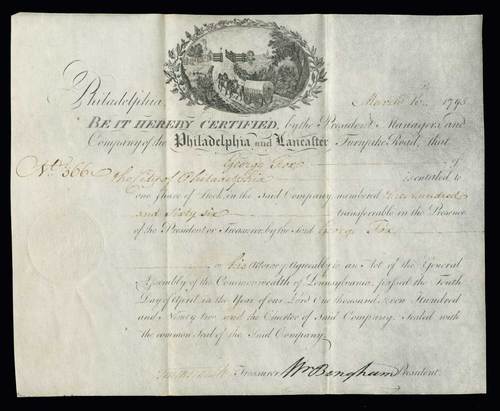 Philadelphia March 10th 1795
BE IT HEREBY CERTIFIED, by the President, Managers, and
Company of the Philadelphia and Lancaster Turnpike Road, that
George Fox of
No. 366 the City of Philadelphia is entitled to
one Share of Stock, in the said Company, numbered three hundred
and Sixty six transferrable in the Presence
of the President or Treasurer, by the said George Fox
or his Attorney Agreeably to an Act of the General
Assembly of the Commonwealth of Pennsylvania, passed the Tenth
Day of April, in the Year of our Lord One thousand seven Hundred
and Ninety two and the Charter of said Company. Sealed with
the common Seal of the said Company.
Treasurer Wm Bingham President.